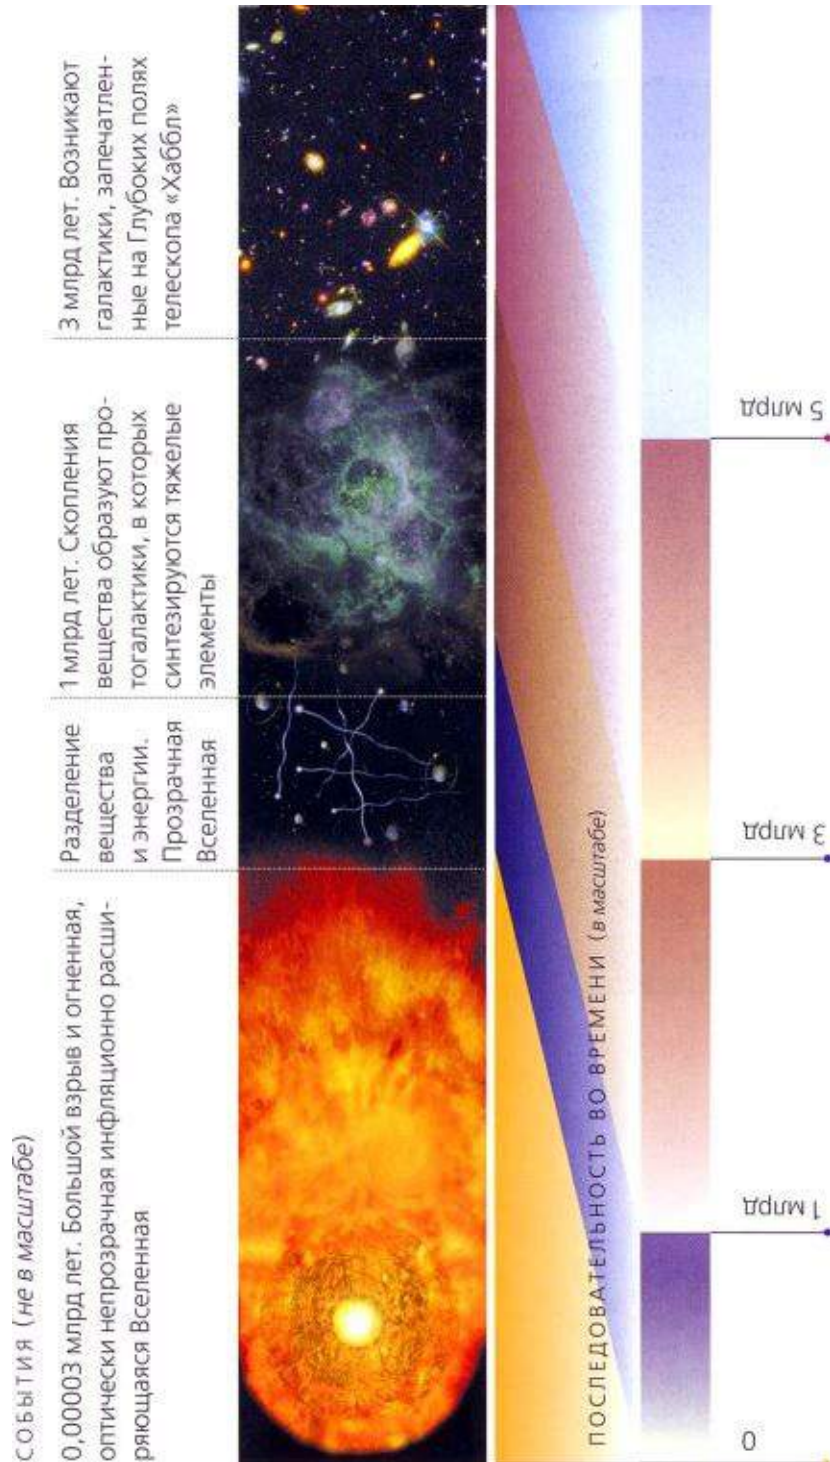 СОБЫТИЯ (не в масштабе)
0,00003 млрд лет. Большой взрыв и огненная,
оптически непрозрачная инфляционно расши-
ряющаяся Вселенная
Разделение
вещества
и энергии.
Прозрачная
Вселенная
1 млрд лет. Скопления
вещества образуют про-
тогалактики, в которых
синтезируются тяжелые
элементы
3 млрд лет. Возникают
галактики, запечатлен-
ные на Глубоких полях
телескопа «Хаббл»
ПОСЛЕДОВАТЕЛЬНОСТЬ ВО ВРЕМЕНИ (в масштабе)
0
1 млрд
3 млрд
5 млрд